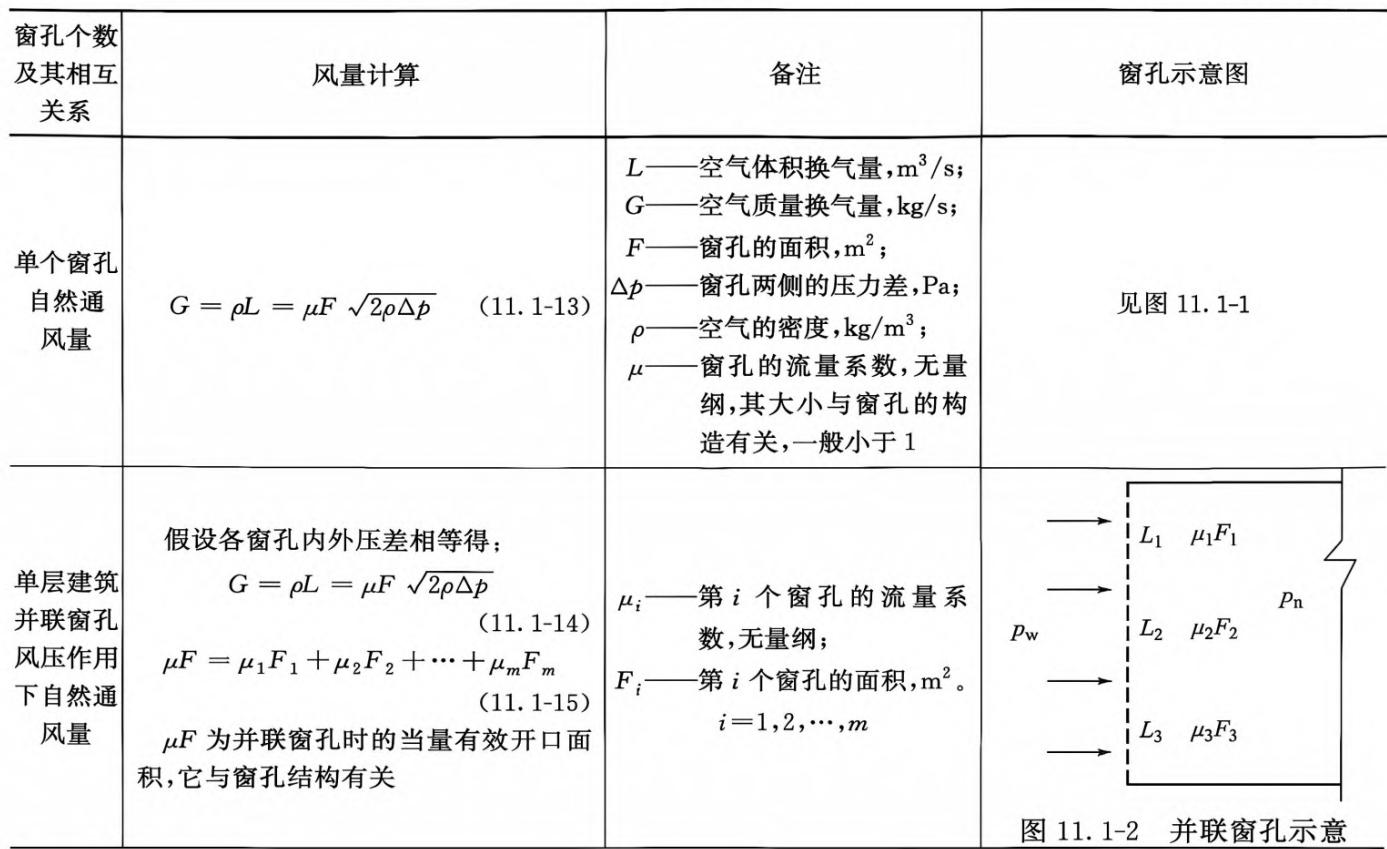 窗孔个数
及其相互
关系
风量计算
备注
窗孔示意图
单个窗孔
自然通
风量
G = ρL = μF √2ρΔp (11.1-13)
L——空气体积换气量,m³/s;
G——空气质量换气量,kg/s;
F——窗孔的面积,m²;
Δp——窗孔两侧的压力差,Pa;
ρ——空气的密度,kg/m³;
μ——窗孔的流量系数,无量
纲,其大小与窗孔的构
造有关,一般小于 1
见图 11.1-1
单层建筑
并联窗孔
风压作用
下自然通
风量
假设各窗孔内外压差相等得;
G = ρL = μF √2ρΔp
(11.1-14)
μF = μ₁F₁+μ₂F₂+···+μₘFₘ
(11.1-15)
μF 为并联窗孔时的当量有效开口面
积,它与窗孔结构有关
μᵢ——第 i 个窗孔的流量系
数,无量纲;
Fᵢ——第 i 个窗孔的面积,m²。
i=1,2,···,m
L₁ μ₁F₁
pₙ
p_w
L₂ μ₂F₂
L₃ μ₃F₃
图 11.1-2 并联窗孔示意